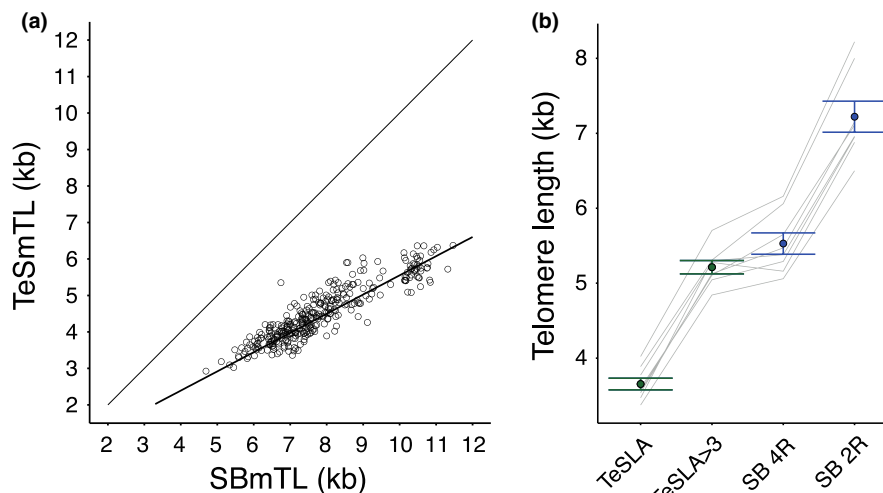 (a)
12
11
10
9
8
7
6
5
4
3
2
TeSmTL (kb)
2 3 4 5 6 7 8 9 10 11 12
SBmTL (kb)
(b)
8
7
6
5
4
Telomere length (kb)
TeSLA
TeSLA>3
SB 4R
SB 2R